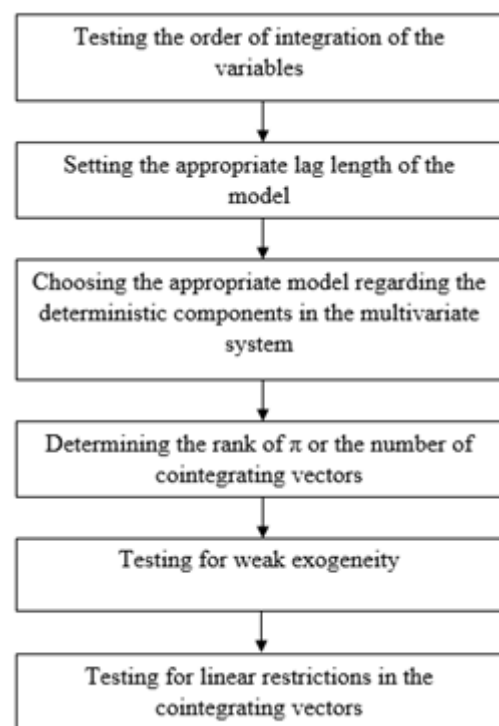 Testing the order of integration of the
variables
Setting the appropriate lag length of the
model
Choosing the appropriate model regarding the
deterministic components in the multivariate
system
Determining the rank of π or the number of
cointegrating vectors
Testing for weak exogeneity
Testing for linear restrictions in the
cointegrating vectors